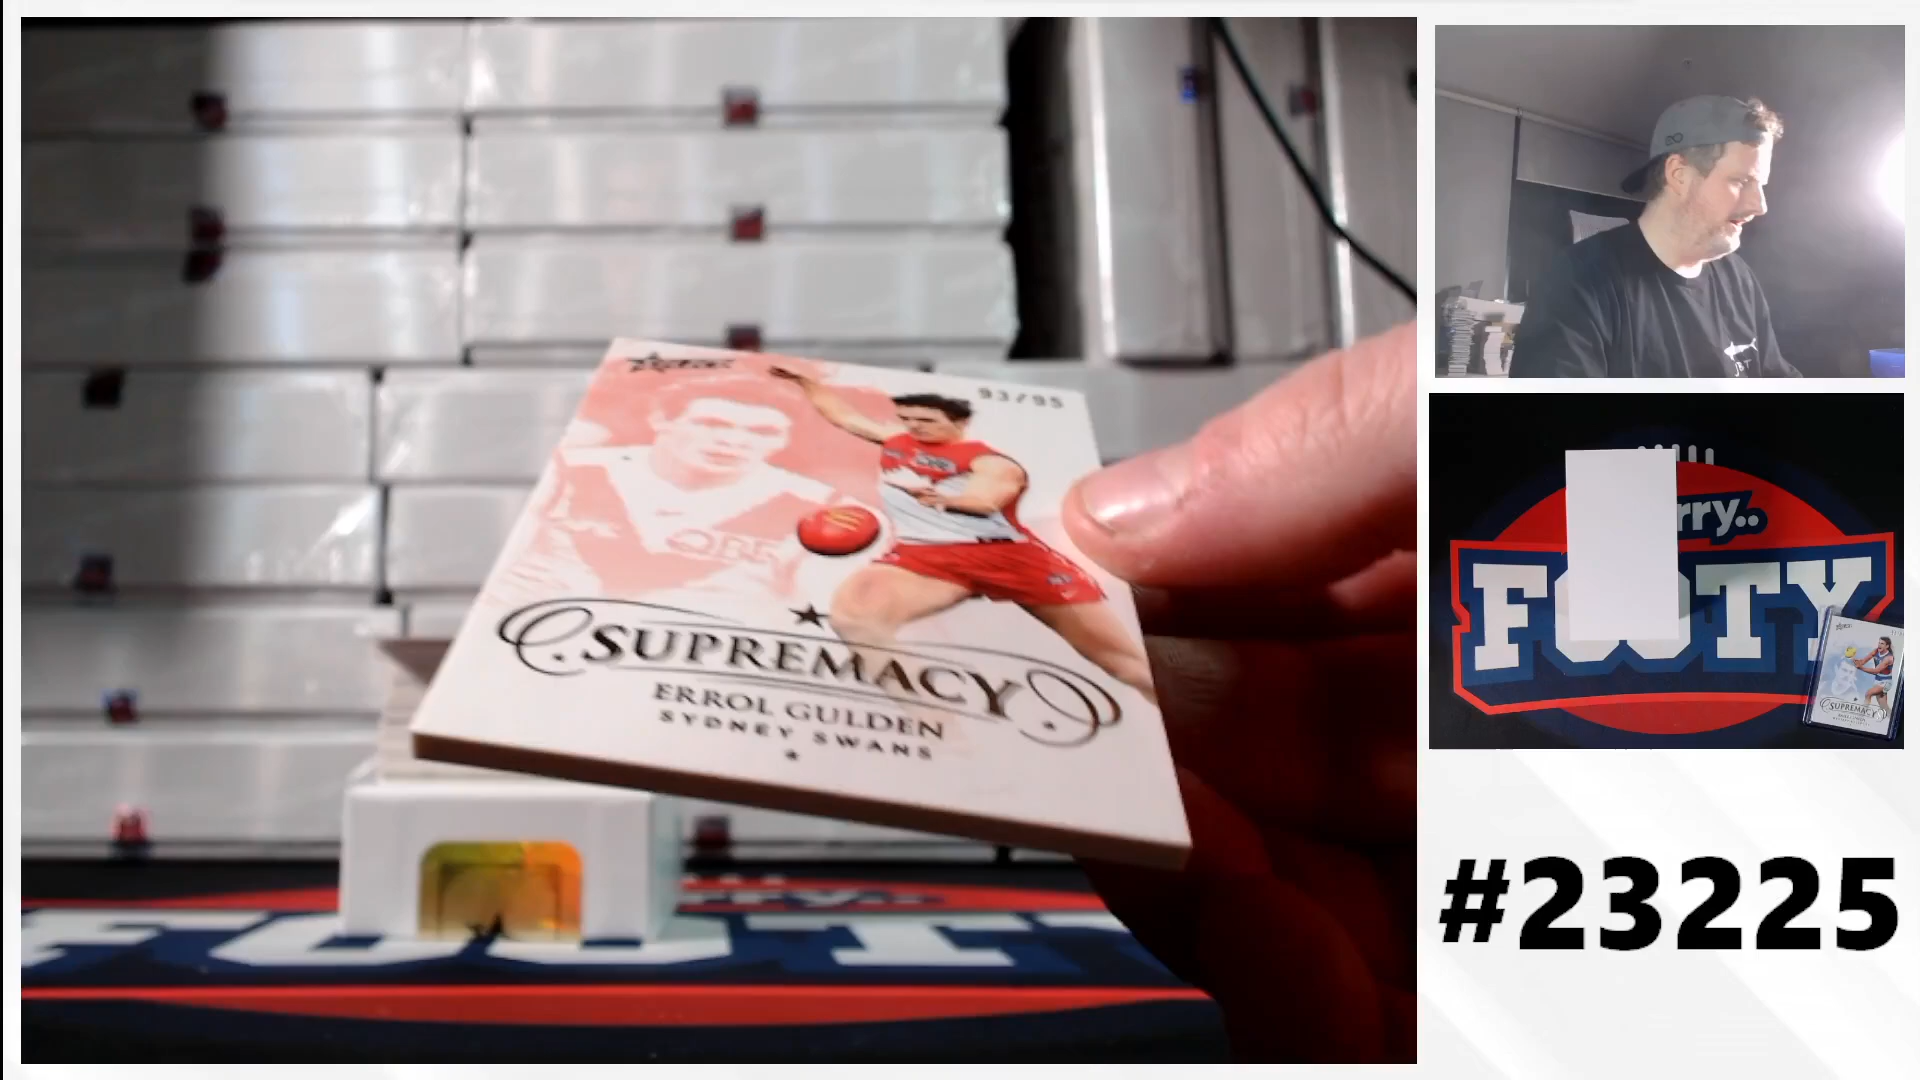 93/95
SUPREMACY
ERROL GULDEN
SYDNEY SWANS
rry..
FOOTY
SUPREMACY
#23225